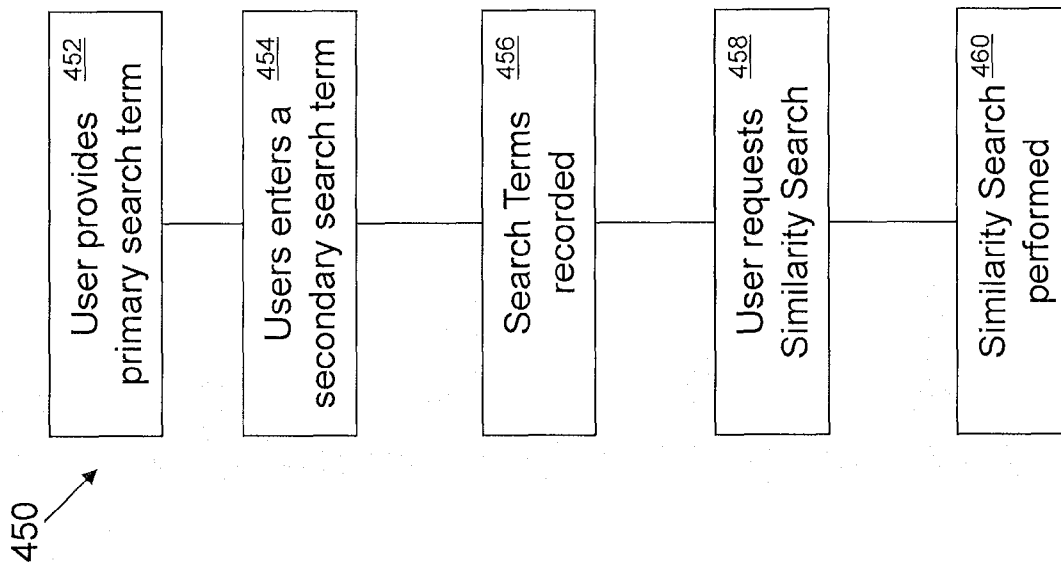 450
User provides 452
primary search term
Users enters a 454
secondary search term
Search Terms 456
recorded
User requests 458
Similarity Search
Similarity Search 460
performed